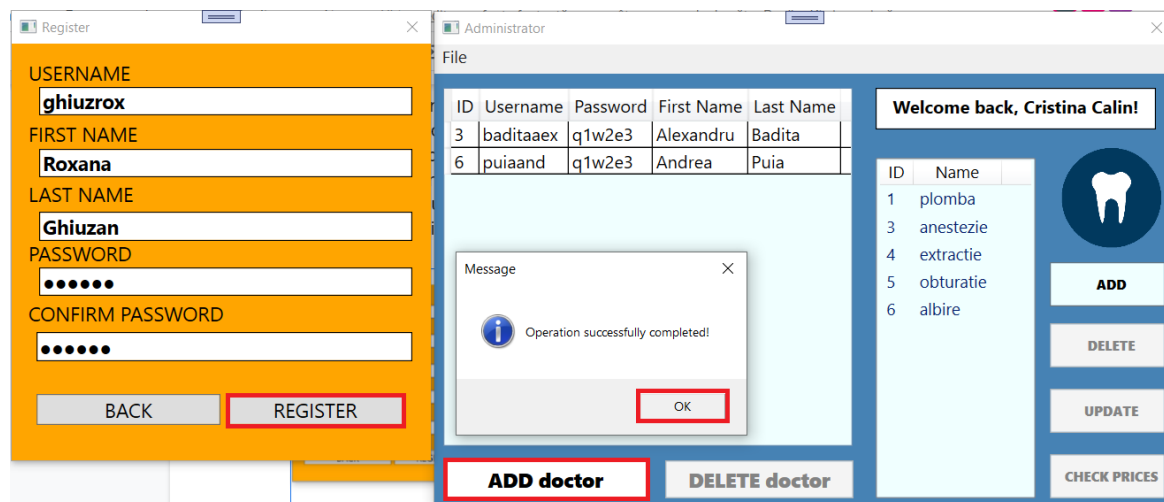 Register
USERNAME
ghiuzrox
FIRST NAME
Roxana
LAST NAME
Ghiuzan
PASSWORD
●●●●●●
CONFIRM PASSWORD
●●●●●●
BACK
REGISTER
Administrator
File
ID Username Password First Name Last Name
3 baditaaex q1w2e3 Alexandru Badita
6 puiaand q1w2e3 Andrea Puia
Message
Operation successfully completed!
OK
ADD doctor
DELETE doctor
Welcome back, Cristina Calin!
ID Name
1 plomba
3 anestezie
4 extractie
5 obturatie
6 albire
ADD
DELETE
UPDATE
CHECK PRICES